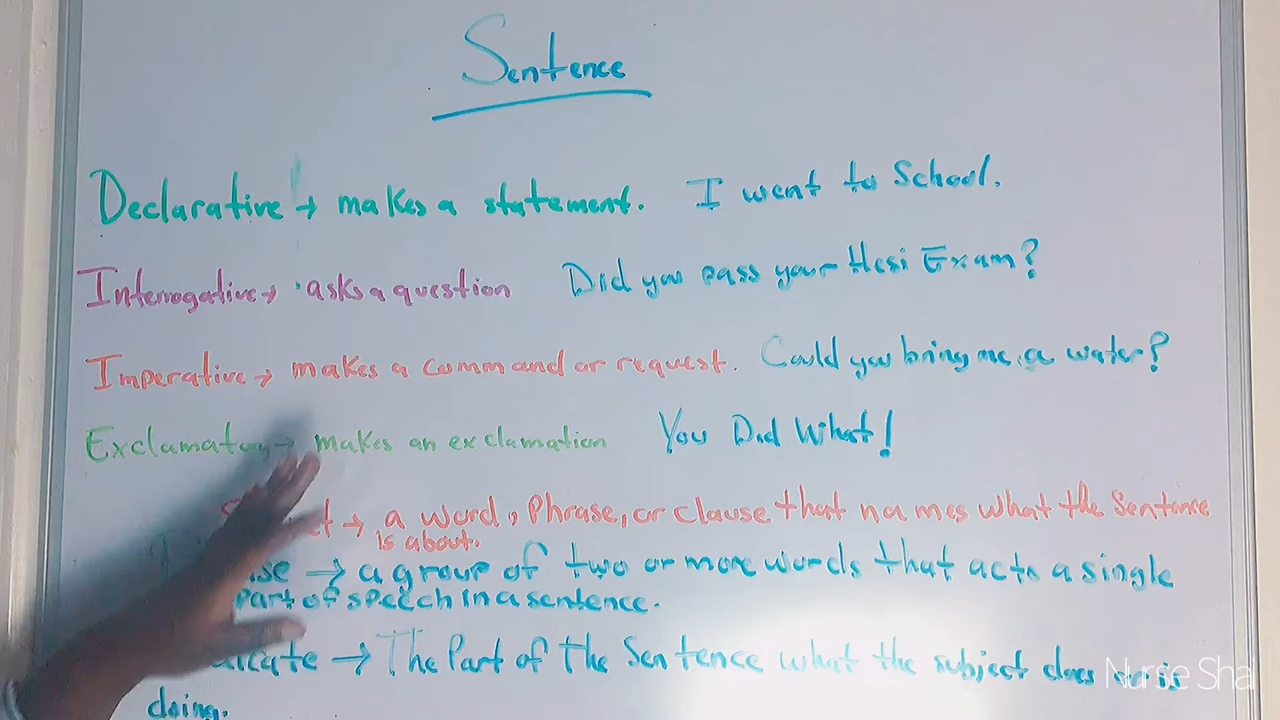 Sentence
Declarative → makes a statement. I went to School.
Interrogative → asks a question Did you pass your Hesi Exam?
Imperative → makes a command or request. Could you bring me a water?
Exclamatory → makes an exclamation You Did What!
→ a word, Phrase, or clause that names what the Sentence
is about.
→ a group of two or more words that acts a single
part of speech in a sentence.
→ The Part of the Sentence what the subject does or is
doing.
Nurse Sha